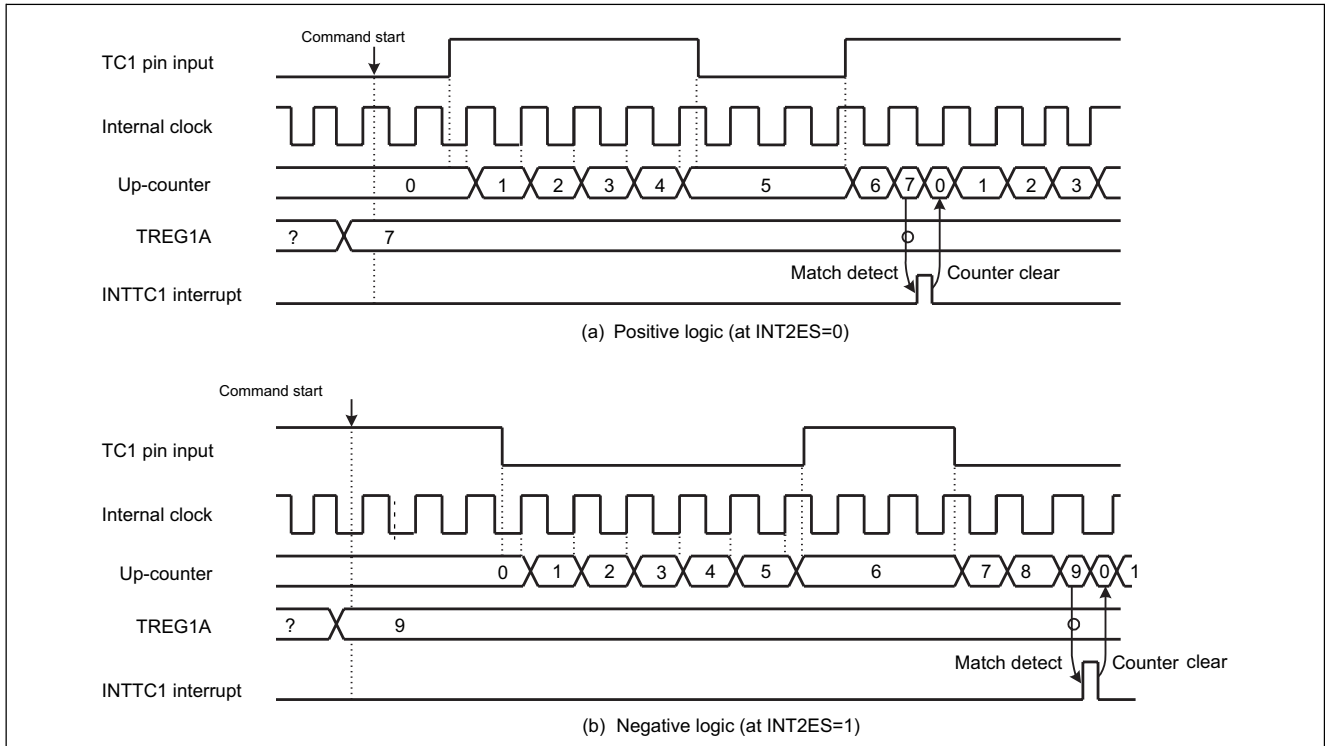 Command start
TC1 pin input
Internal clock
Up-counter 0 1 2 3 4 5 6 7 0 1 2 3
TREG1A ? 7
Match detect Counter clear
INTTC1 interrupt
(a) Positive logic (at INT2ES=0)
Command start
TC1 pin input
Internal clock
Up-counter 0 1 2 3 4 5 6 7 8 9 0 1
TREG1A ? 9
Match detect Counter clear
INTTC1 interrupt
(b) Negative logic (at INT2ES=1)